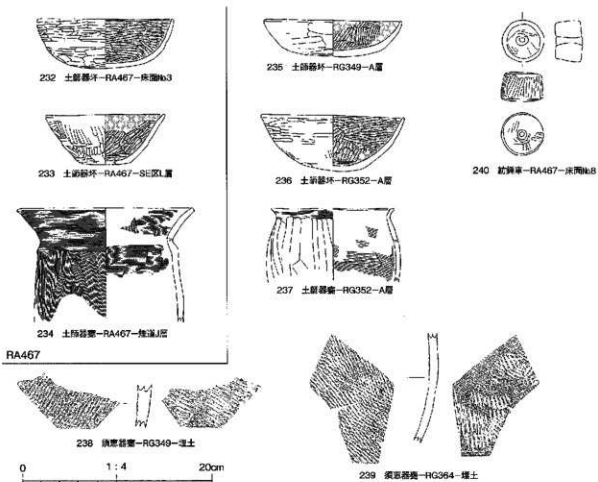 232 土師器坏−RA467−床面No3
233 土師器坏−RA467−SE区L層
234 土師器甕−RA467−煙道J層
RA467
235 土師器坏−RG349−A層
236 土師器坏−RG352−A層
237 土師器甕−RG352−A層
240 紡錘車−RA467−床面No8
238 須恵器甕−RG349−埋土
239 須恵器甕−RG364−埋土
0 1:4 20cm